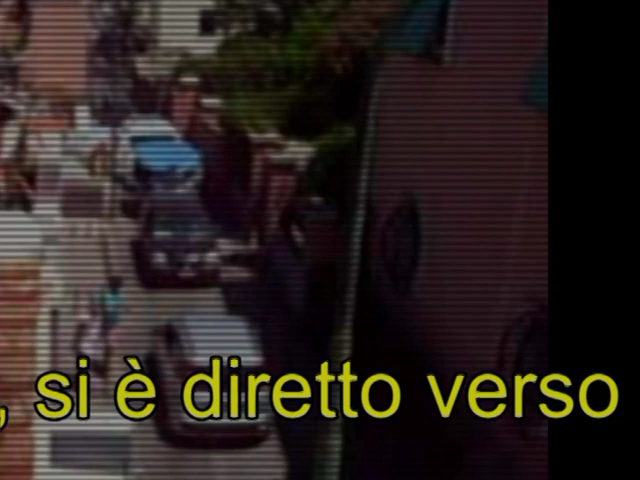 , si è diretto verso